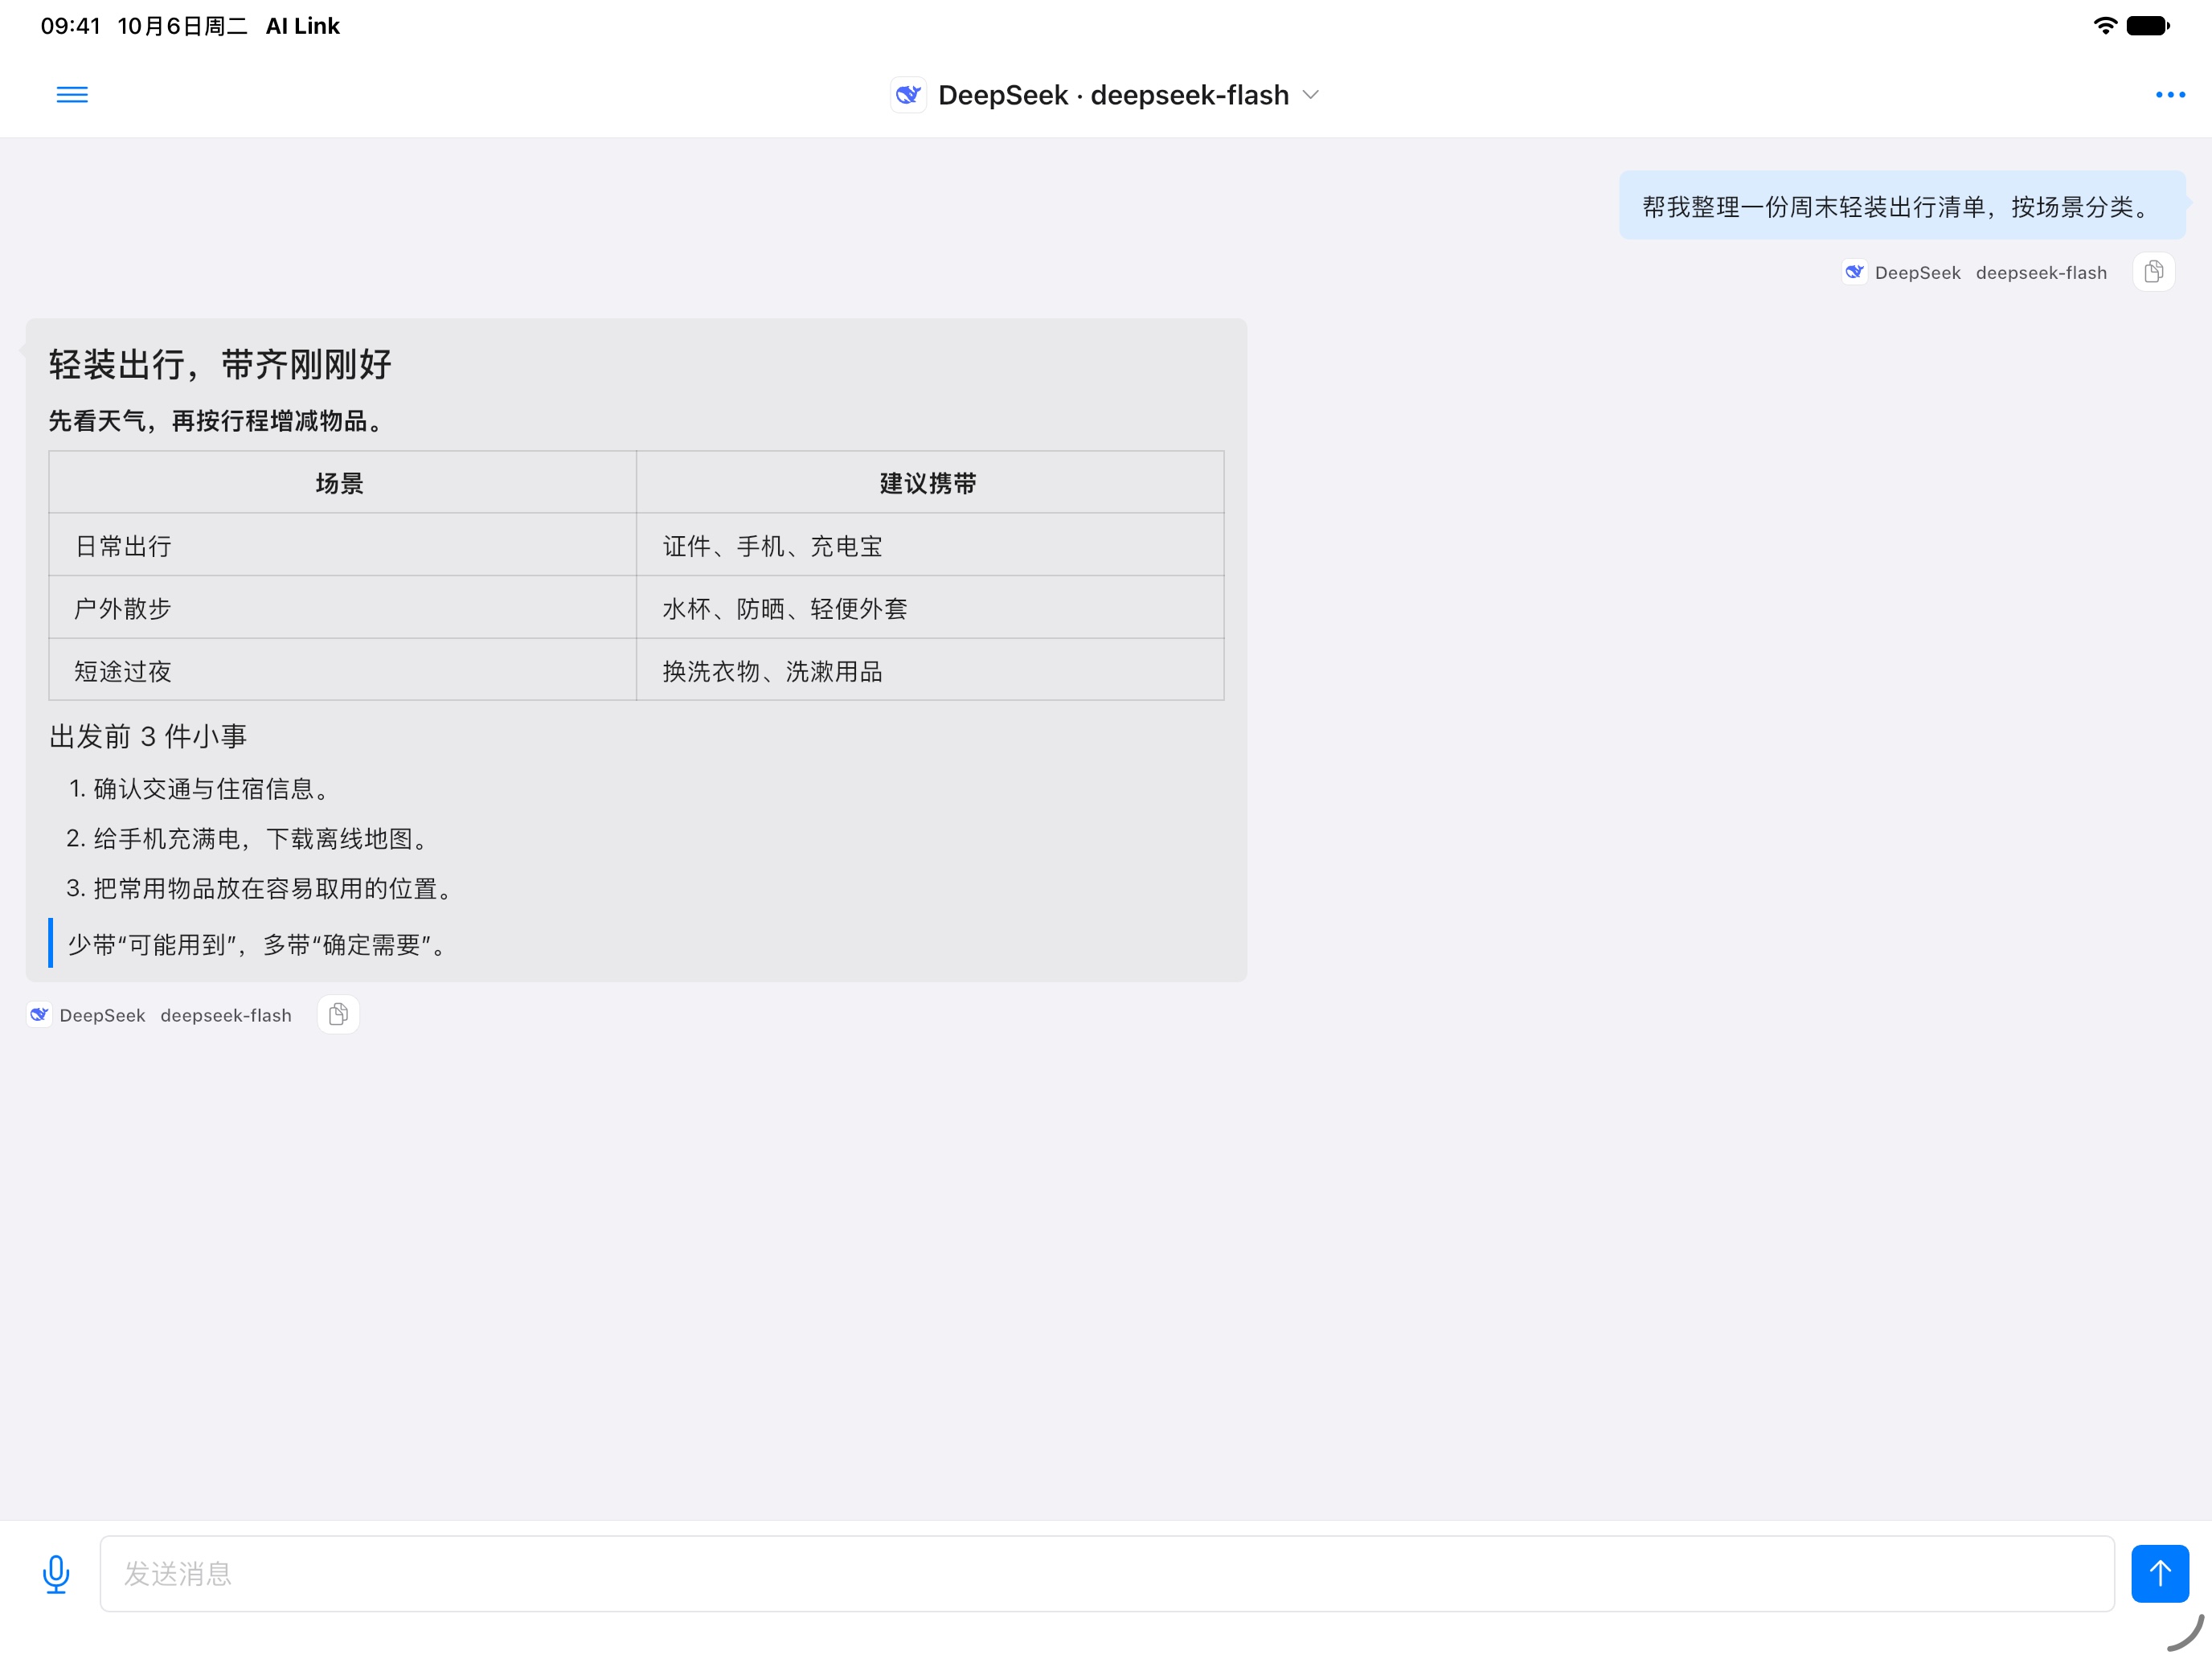 09:41 10月6日周二 AI Link
DeepSeek · deepseek-flash
帮我整理一份周末轻装出行清单，按场景分类。
DeepSeek deepseek-flash
轻装出行，带齐刚刚好
先看天气，再按行程增减物品。
场景 建议携带
日常出行 证件、手机、充电宝
户外散步 水杯、防晒、轻便外套
短途过夜 换洗衣物、洗漱用品
出发前 3 件小事
1. 确认交通与住宿信息。
2. 给手机充满电，下载离线地图。
3. 把常用物品放在容易取用的位置。
少带“可能用到”，多带“确定需要”。
DeepSeek deepseek-flash
发送消息